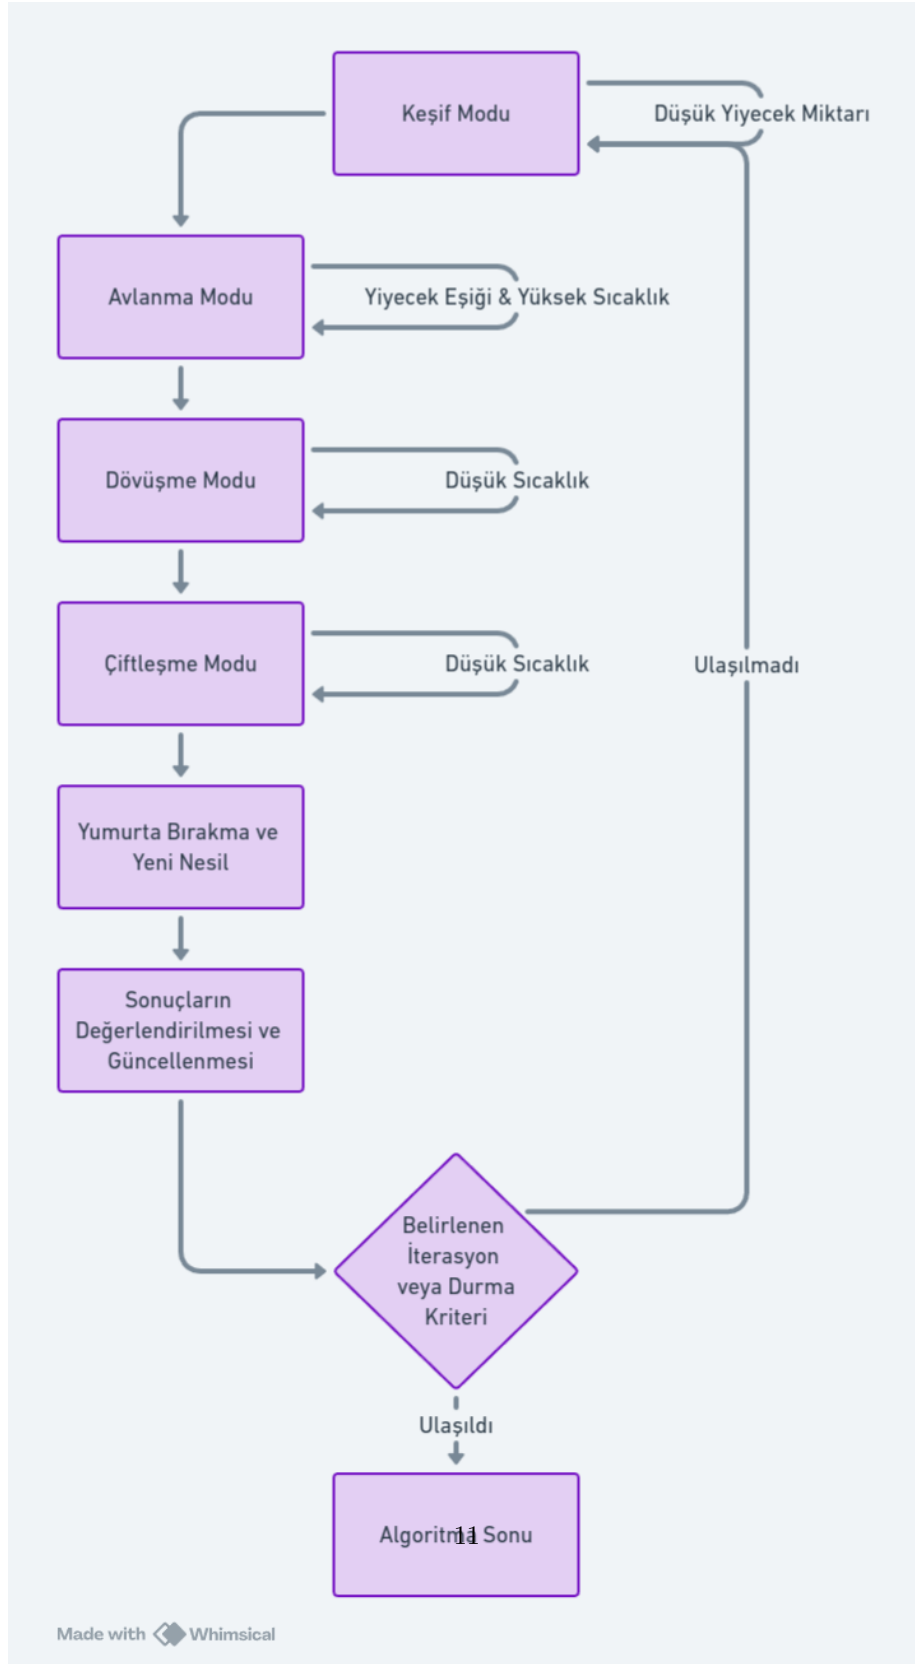 Keşif Modu
Düşük Yiyecek Miktarı
Avlanma Modu
Yiyecek Eşiği & Yüksek Sıcaklık
Dövüşme Modu
Düşük Sıcaklık
Çiftleşme Modu
Düşük Sıcaklık
Ulaşılmadı
Yumurta Bırakma ve
Yeni Nesil
Sonuçların
Değerlendirilmesi ve
Güncellenmesi
Belirlenen
İterasyon
veya Durma
Kriteri
Ulaşıldı
Algoritma Sonu
11
Made with Whimsical